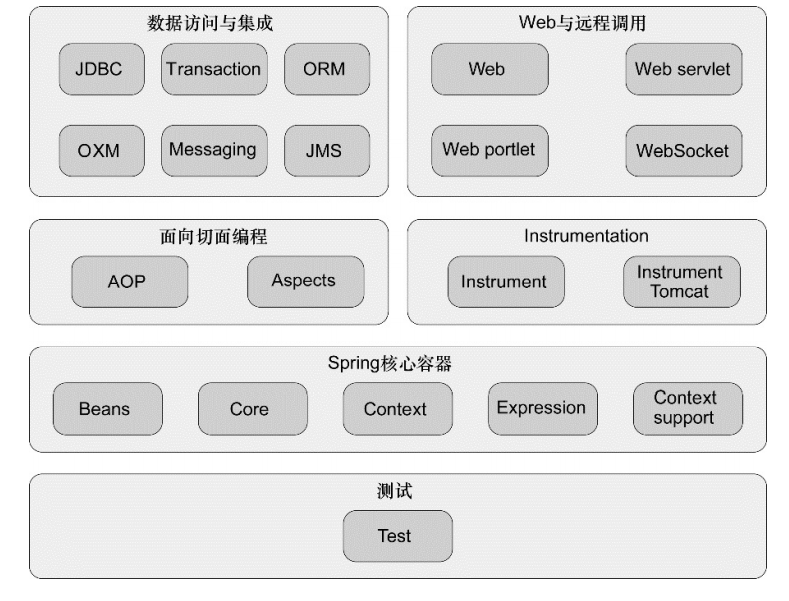 数据访问与集成
JDBC
Transaction
ORM
OXM
Messaging
JMS
Web与远程调用
Web
Web servlet
Web portlet
WebSocket
面向切面编程
AOP
Aspects
Instrumentation
Instrument
Instrument
Tomcat
Spring核心容器
Beans
Core
Context
Expression
Context
support
测试
Test